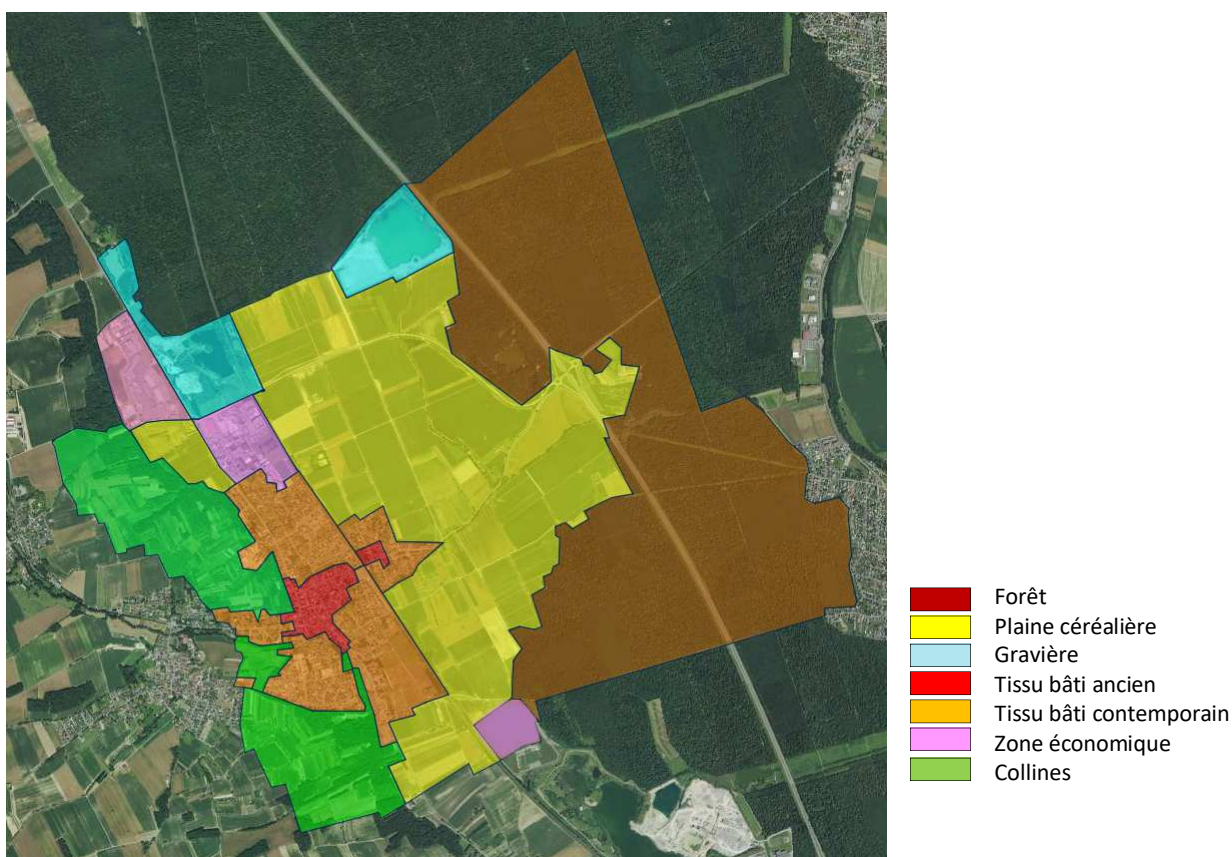 Forêt
Plaine céréalière
Gravière
Tissu bâti ancien
Tissu bâti contemporain
Zone économique
Collines